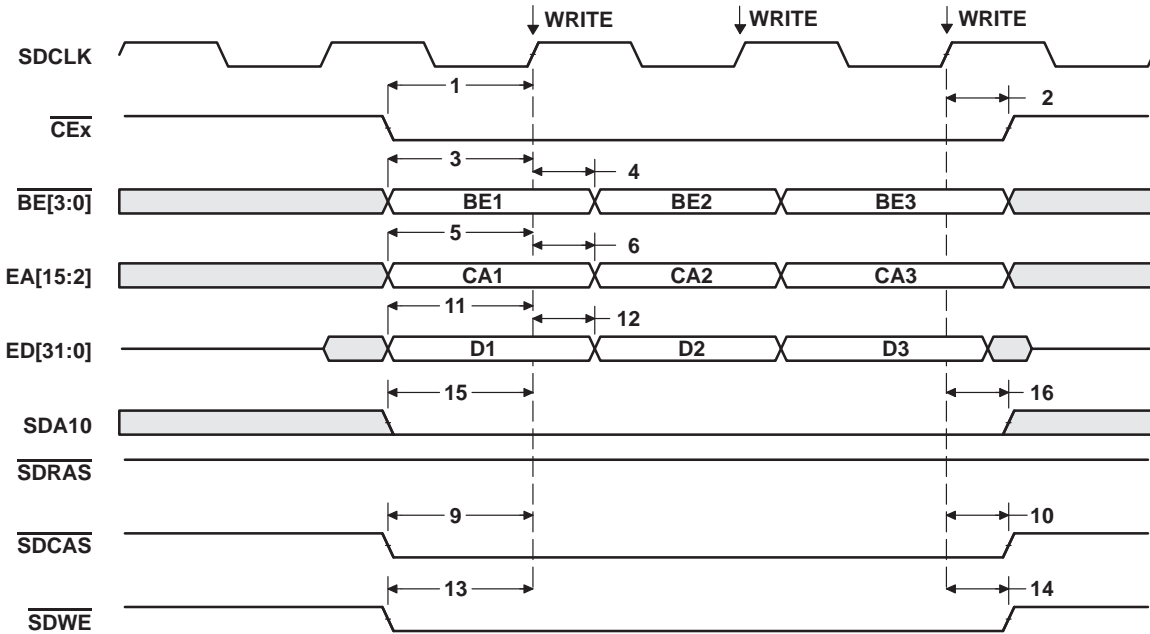 WRITE WRITE WRITE
SDCLK
1 2
CEx
3 4
BE[3:0] BE1 BE2 BE3
5 6
EA[15:2] CA1 CA2 CA3
11 12
ED[31:0] D1 D2 D3
15 16
SDA10
SDRAS
9 10
SDCAS
13 14
SDWE